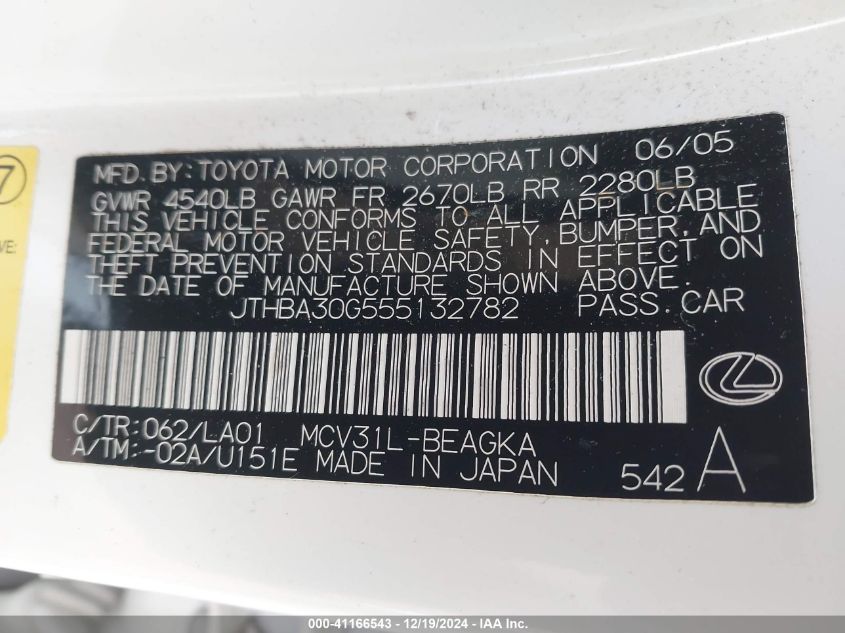 7
VE:
MFD. BY: TOYOTA MOTOR CORPORATION 06/05
GVWR 4540LB GAWR FR 2670LB RR 2280LB
THIS VEHICLE CONFORMS TO ALL APPLICABLE
FEDERAL MOTOR VEHICLE SAFETY, BUMPER, AND
THEFT PREVENTION STANDARDS IN EFFECT ON
THE DATE OF MANUFACTURE SHOWN ABOVE.
JTHBA30G555132782 PASS. CAR
C/TR: 062/LA01 MCV31L-BEAGKA
A/TM: -02A/U151E MADE IN JAPAN
542 A
000-41166543 - 12/19/2024 - IAAI, Inc.